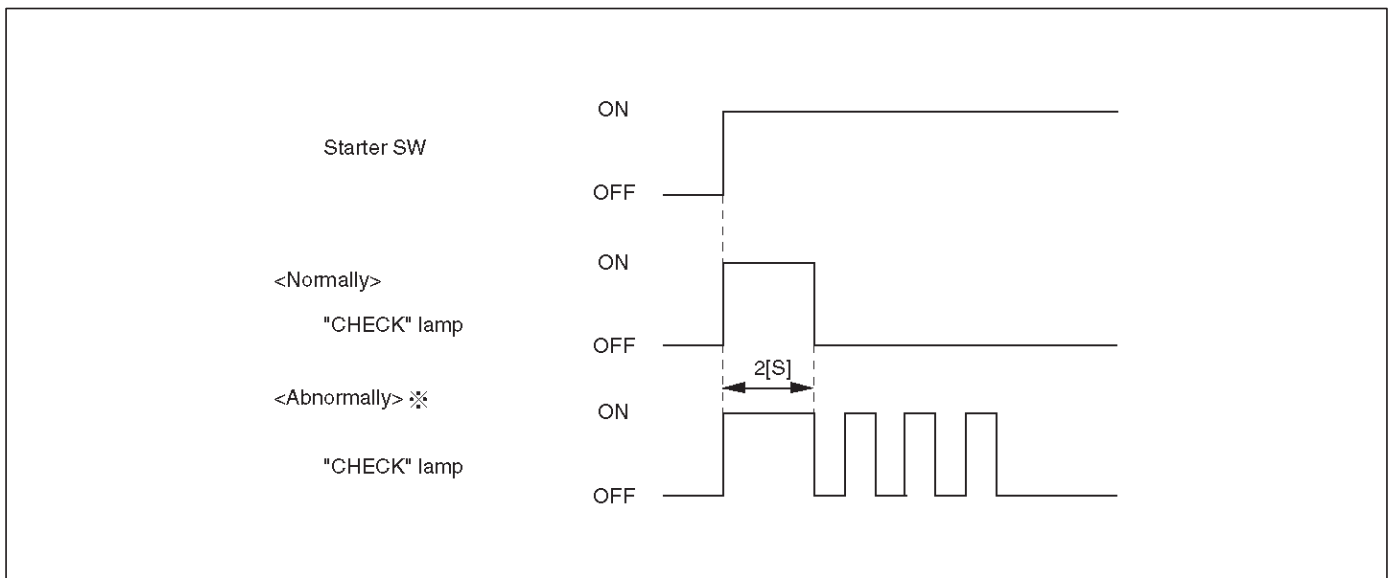 ON
Starter SW
OFF
<Normally>
ON
"CHECK" lamp
OFF
2[S]
<Abnormally> ※
ON
"CHECK" lamp
OFF